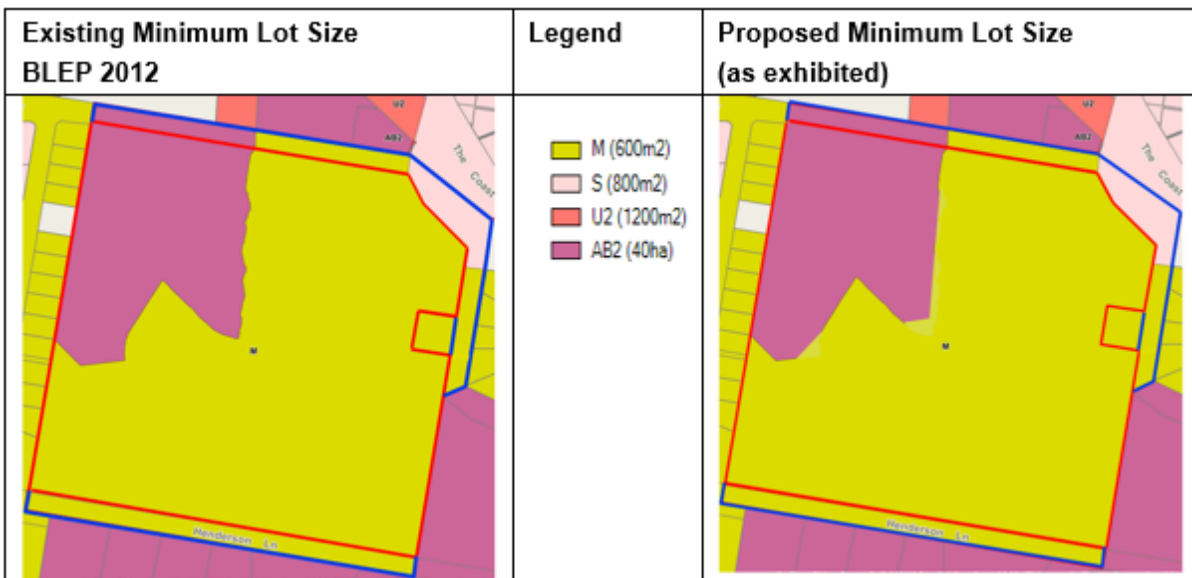 Existing Minimum Lot Size
BLEP 2012
Legend
Proposed Minimum Lot Size
(as exhibited)
U2
AB2
The Coast
M
Henderson Ln
M (600m2)
S (800m2)
U2 (1200m2)
AB2 (40ha)
U2
AB2
The Coast
M
Henderson Ln